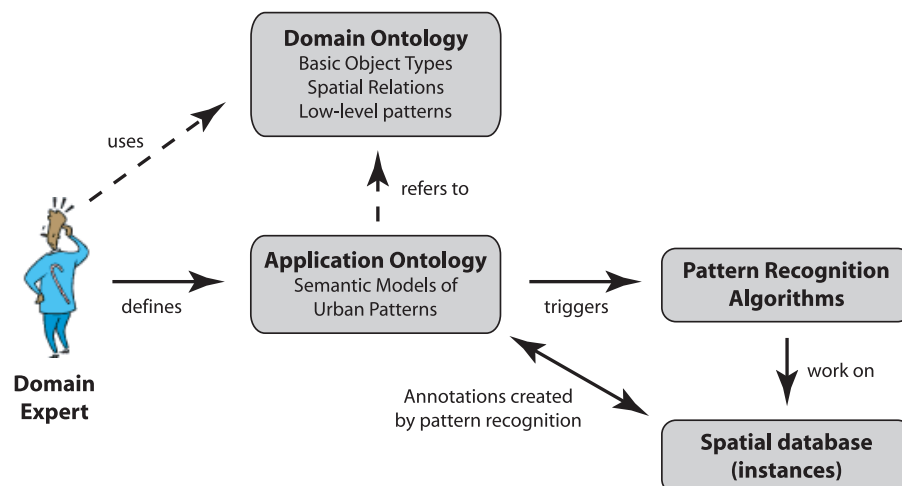 Domain Ontology
Basic Object Types
Spatial Relations
Low-level patterns
uses
refers to
Application Ontology
Semantic Models of
Urban Patterns
Pattern Recognition
Algorithms
defines
triggers
Domain
Expert
Annotations created
by pattern recognition
work on
Spatial database
(instances)